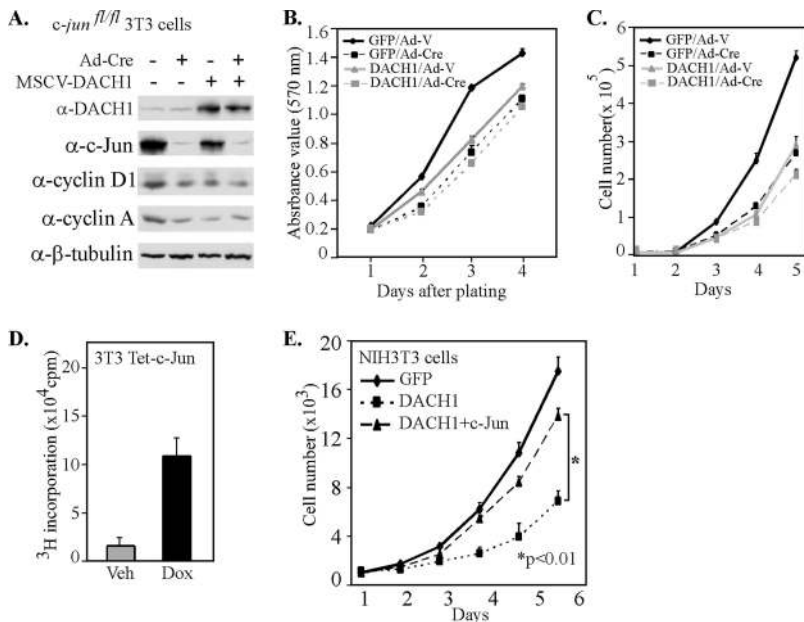 A.
c-jun fl/fl 3T3 cells
Ad-Cre - + - +
MSCV-DACH1 - - + +
α-DACH1
α-c-Jun
α-cyclin D1
α-cyclin A
α-β-tubulin
B.
GFP/Ad-V
GFP/Ad-Cre
DACH1/Ad-V
DACH1/Ad-Cre
Absrbance value (570 nm)
1.6
1.4
1.2
1.0
0.8
0.6
0.4
0.2
0.0
1 2 3 4
Days after plating
C.
GFP/Ad-V
GFP/Ad-Cre
DACH1/Ad-V
DACH1/Ad-Cre
Cell number(x 10⁵)
6
5
4
3
2
1
0
1 2 3 4 5
Days
D.
3T3 Tet-c-Jun
³H incorporation (x10⁴cpm)
20
15
10
5
0
Veh Dox
E.
NIH3T3 cells
GFP
DACH1
DACH1+c-Jun
Cell number (x10³)
20
16
12
8
4
0
*
*p<0.01
1 2 3 4 5 6
Days